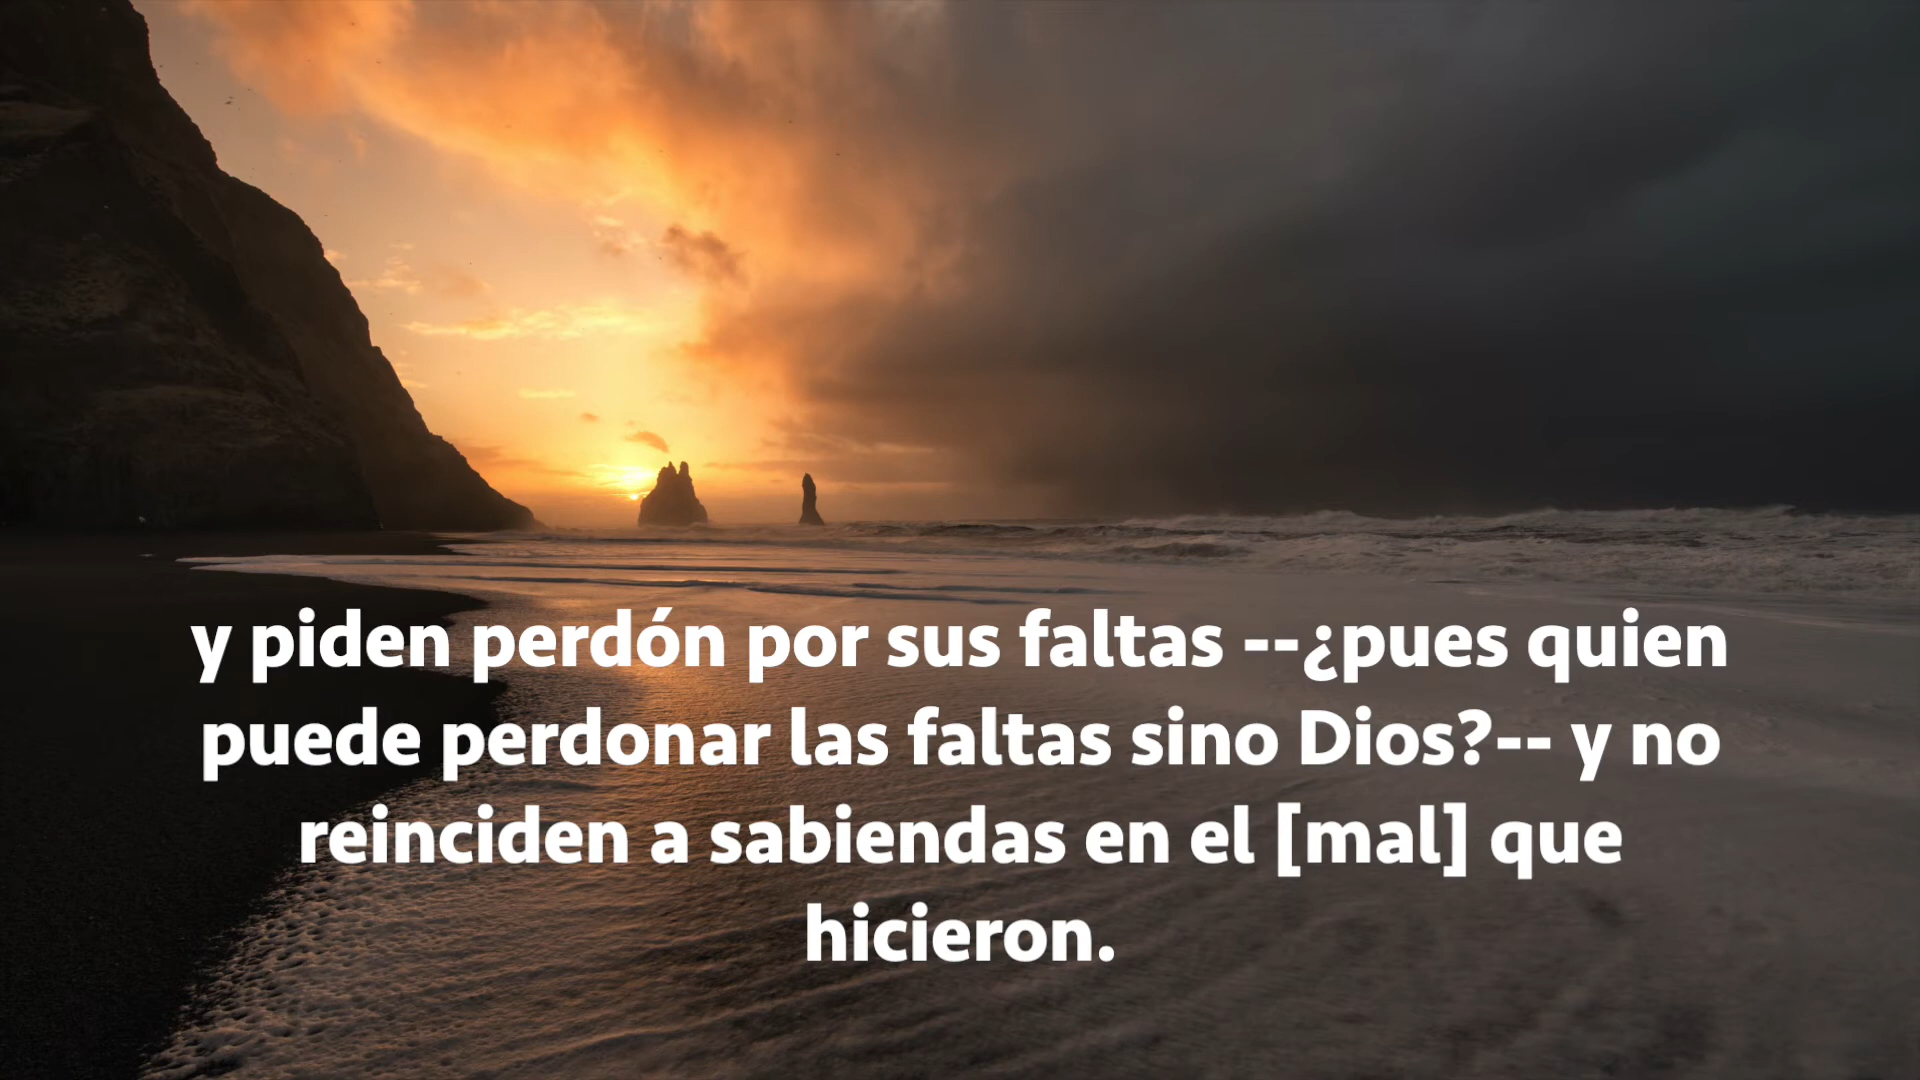 y piden perdón por sus faltas --¿pues quien
puede perdonar las faltas sino Dios?-- y no
reinciden a sabiendas en el [mal] que
hicieron.